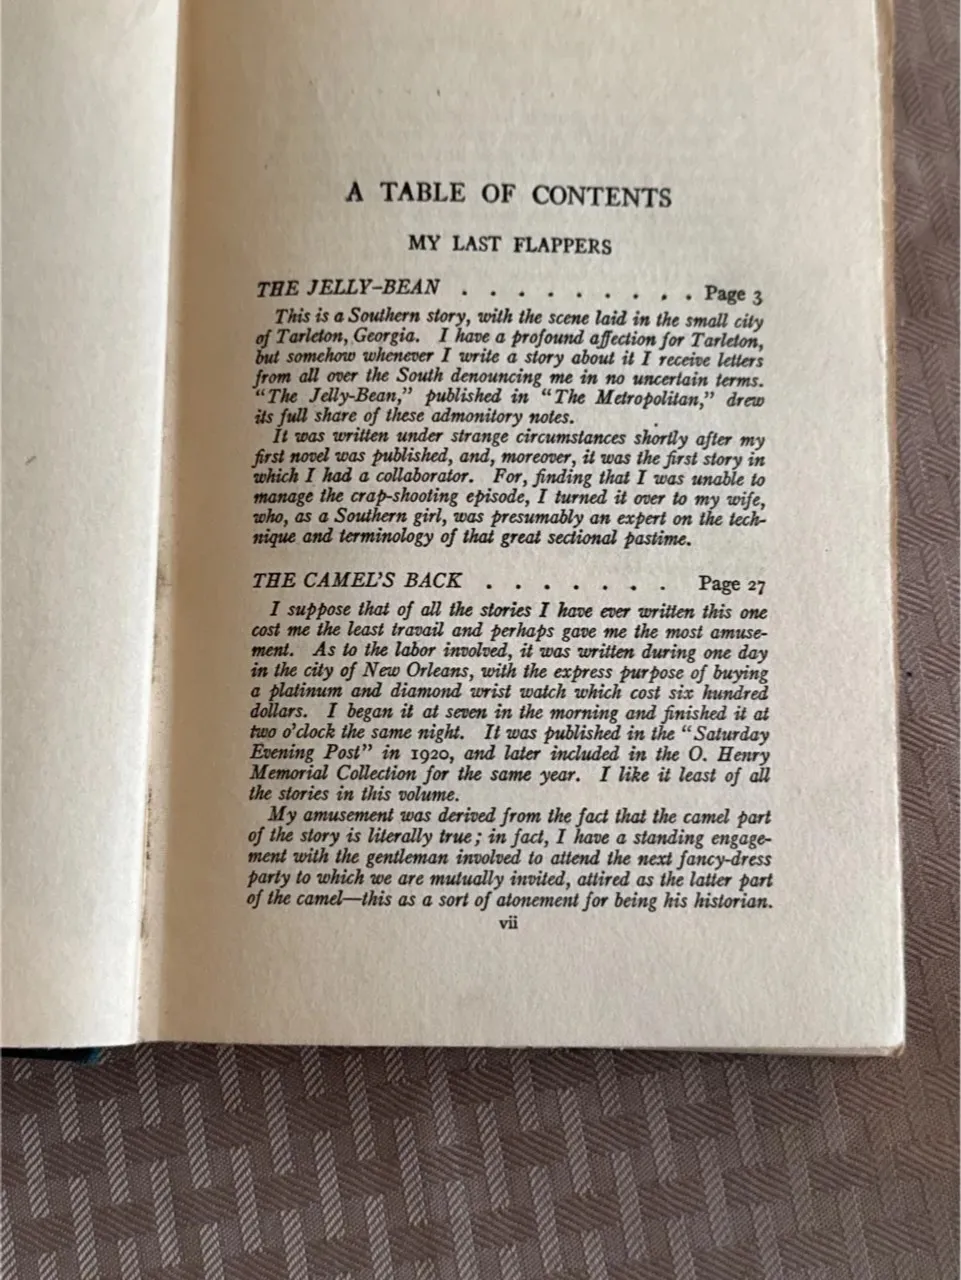 A TABLE OF CONTENTS
MY LAST FLAPPERS
THE JELLY-BEAN . . . . . . . . . Page 3
This is a Southern story, with the scene laid in the small city
of Tarleton, Georgia. I have a profound affection for Tarleton,
but somehow whenever I write a story about it I receive letters
from all over the South denouncing me in no uncertain terms.
“The Jelly-Bean,” published in “The Metropolitan,” drew
its full share of these admonitory notes.
It was written under strange circumstances shortly after my
first novel was published, and, moreover, it was the first story in
which I had a collaborator. For, finding that I was unable to
manage the crap-shooting episode, I turned it over to my wife,
who, as a Southern girl, was presumably an expert on the tech-
nique and terminology of that great sectional pastime.
THE CAMEL’S BACK . . . . . . . Page 27
I suppose that of all the stories I have ever written this one
cost me the least travail and perhaps gave me the most amuse-
ment. As to the labor involved, it was written during one day
in the city of New Orleans, with the express purpose of buying
a platinum and diamond wrist watch which cost six hundred
dollars. I began it at seven in the morning and finished it at
two o’clock the same night. It was published in the “Saturday
Evening Post” in 1920, and later included in the O. Henry
Memorial Collection for the same year. I like it least of all
the stories in this volume.
My amusement was derived from the fact that the camel part
of the story is literally true; in fact, I have a standing engage-
ment with the gentleman involved to attend the next fancy-dress
party to which we are mutually invited, attired as the latter part
of the camel—this as a sort of atonement for being his historian.
vii